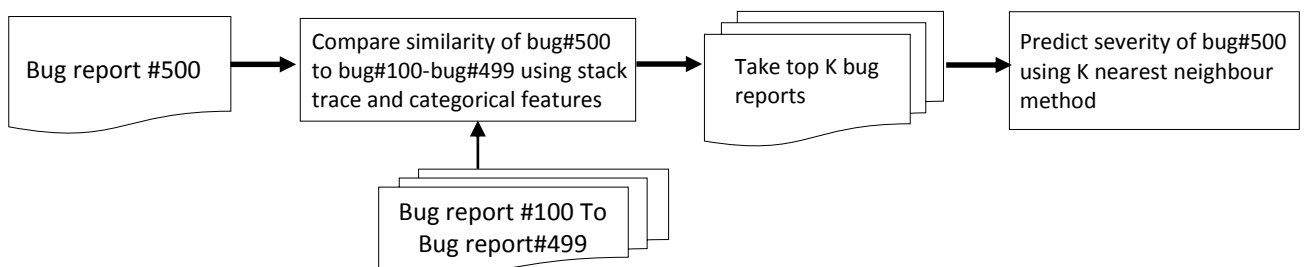 Bug report #500
Compare similarity of bug#500
to bug#100-bug#499 using stack
trace and categorical features
Take top K bug
reports
Predict severity of bug#500
using K nearest neighbour
method
Bug report #100 To
Bug report#499